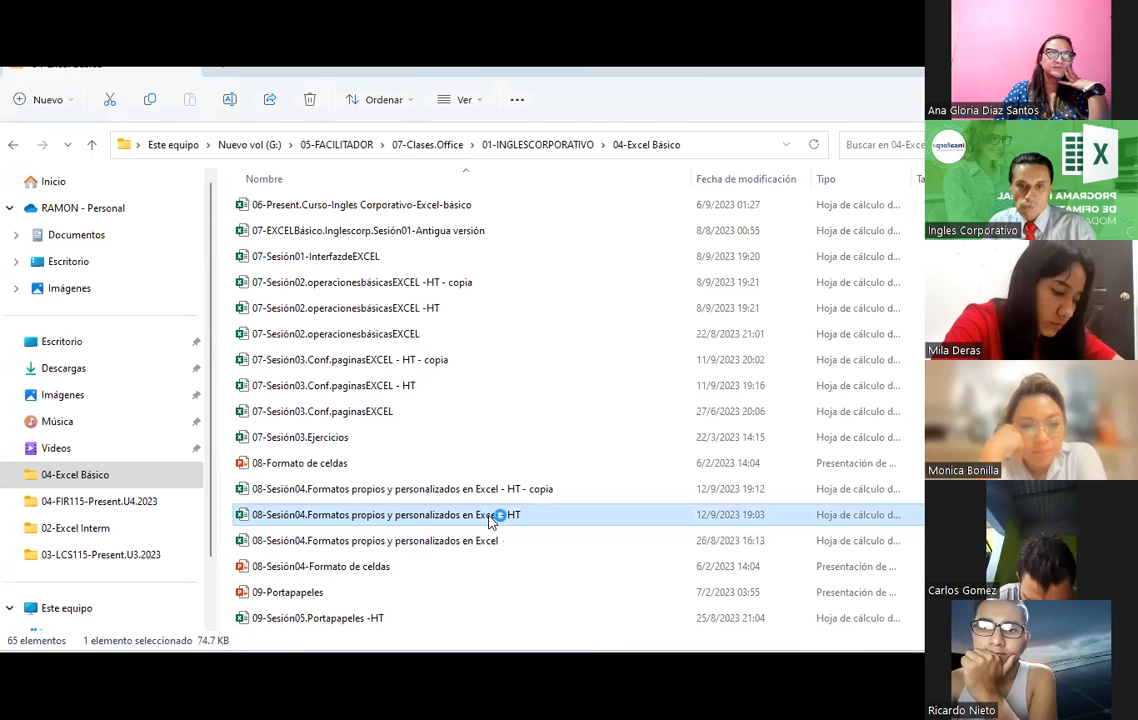 Nuevo
Ordenar
Ver
Este equipo > Nuevo vol (G:) > 05-FACILITADOR > 07-Clases.Office > 01-INGLESCORPORATIVO > 04-Excel Básico
Buscar en 04-Exce
Inicio
RAMON - Personal
Documentos
Escritorio
Imágenes
Escritorio
Descargas
Imágenes
Música
Videos
04-Excel Básico
04-FIR115-Present.U4.2023
02-Excel Interm
03-LCS115-Present.U3.2023
Este equipo
Nombre Fecha de modificación Tipo Ta
06-Present.Curso-Ingles Corporativo-Excel-básico 6/9/2023 01:27 Hoja de cálculo d...
07-EXCELBásico.Inglescorp.Sesión01-Antigua versión 8/8/2023 00:55 Hoja de cálculo d...
07-Sesión01-InterfazdeEXCEL 8/9/2023 19:20 Hoja de cálculo d...
07-Sesión02.operacionesbásicasEXCEL -HT - copia 8/9/2023 19:21 Hoja de cálculo d...
07-Sesión02.operacionesbásicasEXCEL -HT 8/9/2023 19:21 Hoja de cálculo d...
07-Sesión02.operacionesbásicasEXCEL 22/8/2023 21:01 Hoja de cálculo d...
07-Sesión03.Conf.paginasEXCEL - HT - copia 11/9/2023 20:02 Hoja de cálculo d...
07-Sesión03.Conf.paginasEXCEL - HT 11/9/2023 19:16 Hoja de cálculo d...
07-Sesión03.Conf.paginasEXCEL 27/6/2023 20:06 Hoja de cálculo d...
07-Sesión03.Ejercicios 22/3/2023 14:15 Hoja de cálculo d...
08-Formato de celdas 6/2/2023 14:04 Presentación de ...
08-Sesión04.Formatos propios y personalizados en Excel - HT - copia 12/9/2023 19:12 Hoja de cálculo d...
08-Sesión04.Formatos propios y personalizados en Exce HT 12/9/2023 19:03 Hoja de cálculo d...
08-Sesión04.Formatos propios y personalizados en Excel 26/8/2023 16:13 Hoja de cálculo d...
08-Sesión04-Formato de celdas 6/2/2023 14:04 Presentación de ...
09-Portapapeles 7/2/2023 03:55 Presentación de ...
09-Sesión05.Portapapeles -HT 25/8/2023 21:04 Hoja de cálculo d...
65 elementos 1 elemento seleccionado 74.7 KB
Ana Gloria Diaz Santos
X
PROGRAMA
DE OFIMAT
MODA
Ingles Corporativo
Mila Deras
Monica Bonilla
Carlos Gomez
Ricardo Nieto